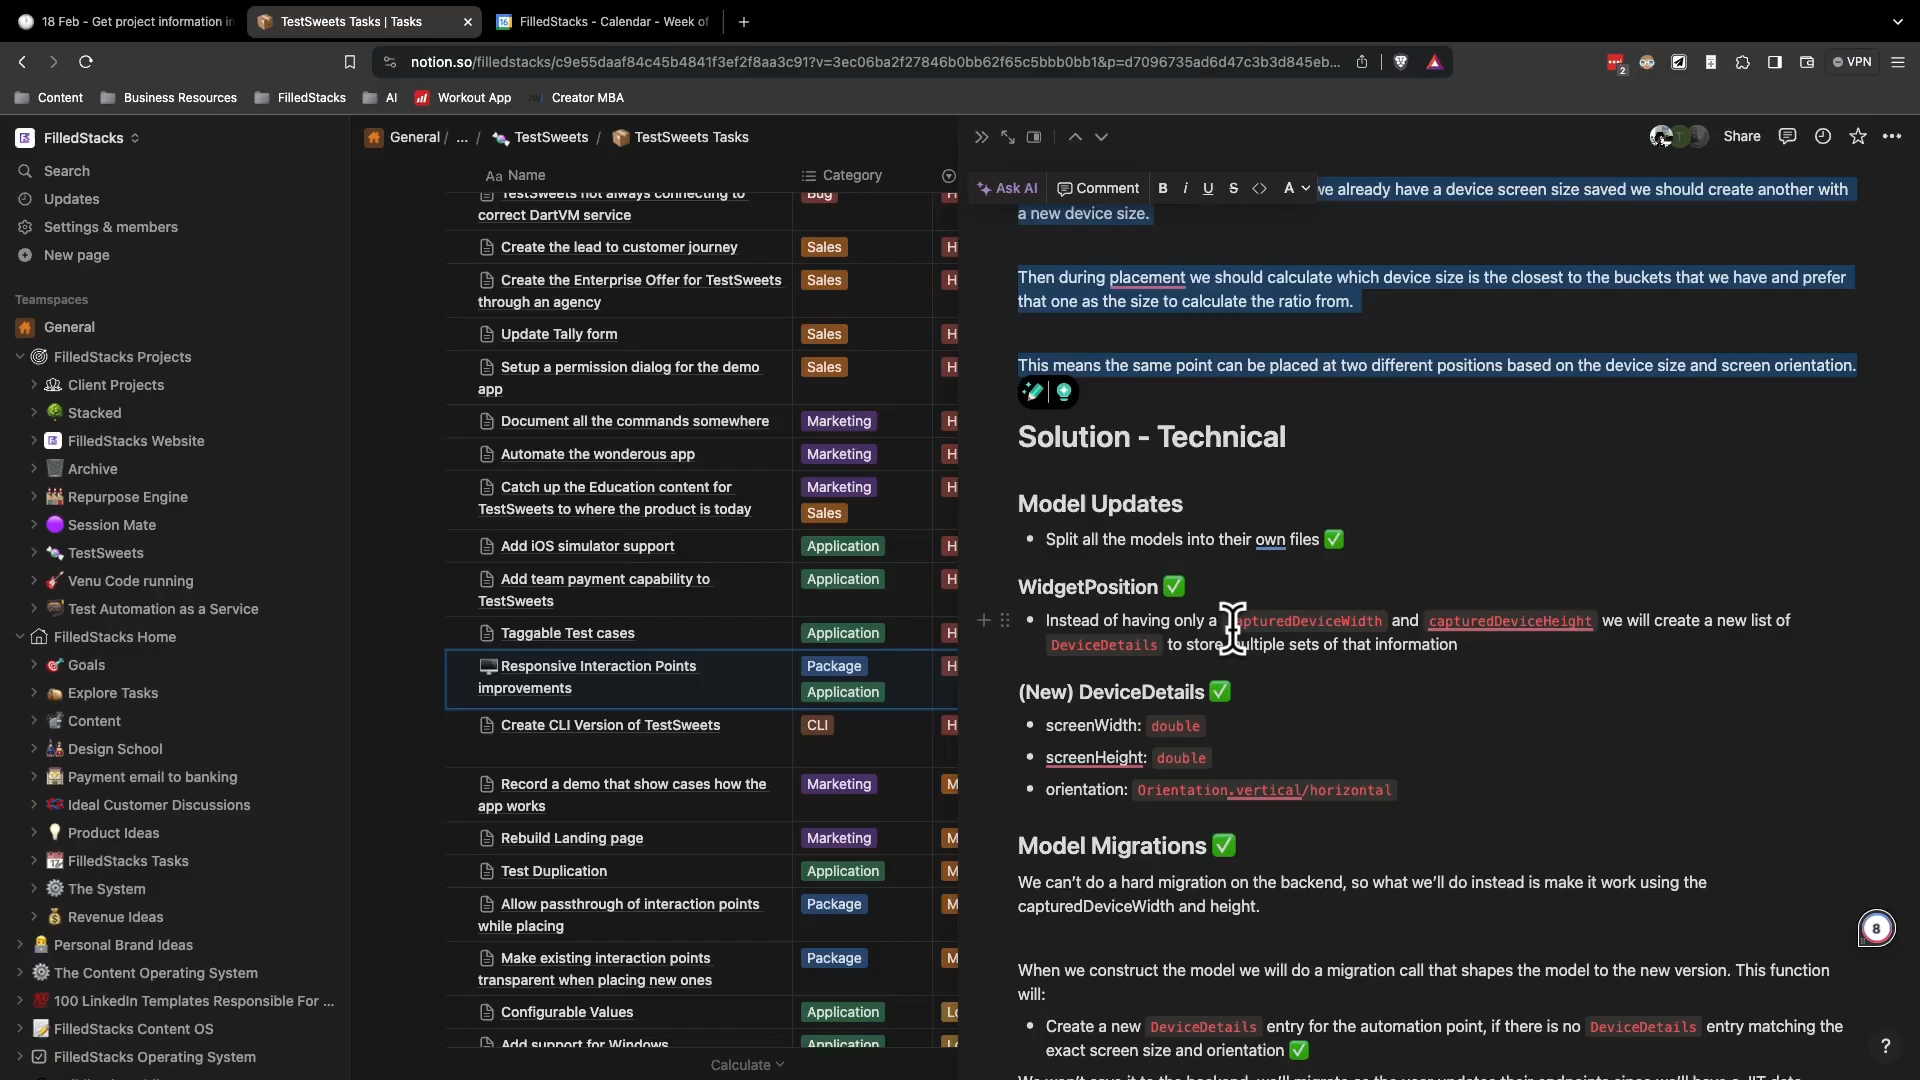 18 Feb - Get project information in
TestSweets Tasks | Tasks
FilledStacks - Calendar - Week of
notion.so/filledstacks/c9e55daaf84c45b4841f3ef2f8aa3c91?v=3ec06ba2f27846b0bb62f65c5bbb0bb1&p=d7096735ad6d47c3b3d845eb...
2
VPN
Content
Business Resources
FilledStacks
AI
Workout App
Creator MBA
FilledStacks
Search
Updates
Settings & members
New page
Teamspaces
General
FilledStacks Projects
Client Projects
Stacked
FilledStacks Website
Archive
Repurpose Engine
Session Mate
TestSweets
Venu Code running
Test Automation as a Service
FilledStacks Home
Goals
Explore Tasks
Content
Design School
Payment email to banking
Ideal Customer Discussions
Product Ideas
FilledStacks Tasks
The System
Revenue Ideas
Personal Brand Ideas
The Content Operating System
100 LinkedIn Templates Responsible For ...
FilledStacks Content OS
FilledStacks Operating System
General / ... / TestSweets / TestSweets Tasks
Aa Name
Category
TestSweets not always connecting to
correct DartVM service
Bug
H
Create the lead to customer journey
Sales
H
Create the Enterprise Offer for TestSweets
through an agency
Sales
H
Update Tally form
Sales
H
Setup a permission dialog for the demo
app
Sales
H
Document all the commands somewhere
Marketing
H
Automate the wonderous app
Marketing
H
Catch up the Education content for
TestSweets to where the product is today
Marketing
Sales
H
Add iOS simulator support
Application
H
Add team payment capability to
TestSweets
Application
H
Taggable Test cases
Application
H
Responsive Interaction Points
improvements
Package
Application
H
Create CLI Version of TestSweets
CLI
H
Record a demo that show cases how the
app works
Marketing
M
Rebuild Landing page
Marketing
M
Test Duplication
Application
M
Allow passthrough of interaction points
while placing
Package
M
Make existing interaction points
transparent when placing new ones
Package
M
Configurable Values
Application
Lo
Add support for Windows
Application
Calculate
Share
Ask AI
Comment
B i U S <> A
we already have a device screen size saved we should create another with
a new device size.
Then during placement we should calculate which device size is the closest to the buckets that we have and prefer
that one as the size to calculate the ratio from.
This means the same point can be placed at two different positions based on the device size and screen orientation.
Solution - Technical
Model Updates
• Split all the models into their own files ✅
WidgetPosition ✅
• Instead of having only a capturedDeviceWidth and capturedDeviceHeight we will create a new list of
DeviceDetails to store multiple sets of that information
(New) DeviceDetails ✅
• screenWidth: double
• screenHeight: double
• orientation: Orientation.vertical/horizontal
Model Migrations ✅
We can't do a hard migration on the backend, so what we'll do instead is make it work using the
capturedDeviceWidth and height.
When we construct the model we will do a migration call that shapes the model to the new version. This function
will:
• Create a new DeviceDetails entry for the automation point, if there is no DeviceDetails entry matching the
exact screen size and orientation ✅
8
?